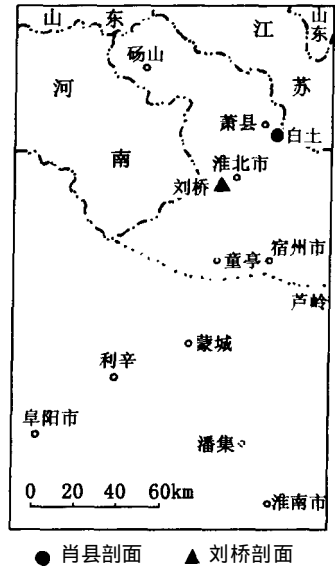 山 东
江
山东
砀山
河
苏
萧县
白土
南
淮北市
刘桥
童亭
宿州市
芦岭
蒙城
利辛
阜阳市
潘集
0 20 40 60km
淮南市
肖县剖面 刘桥剖面